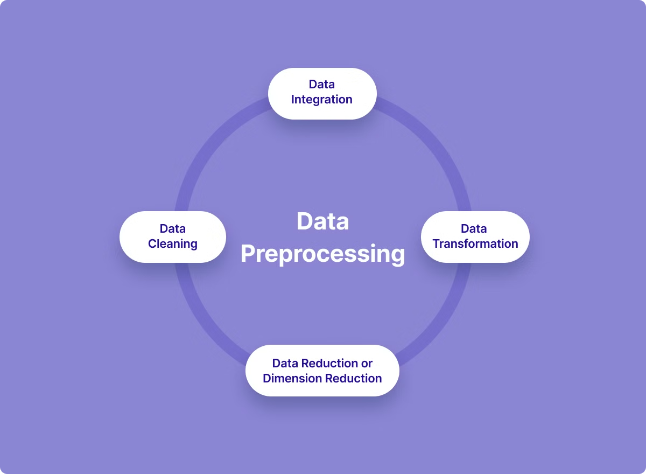 Data
Integration
Data
Cleaning
Data
Preprocessing
Data
Transformation
Data Reduction or
Dimension Reduction